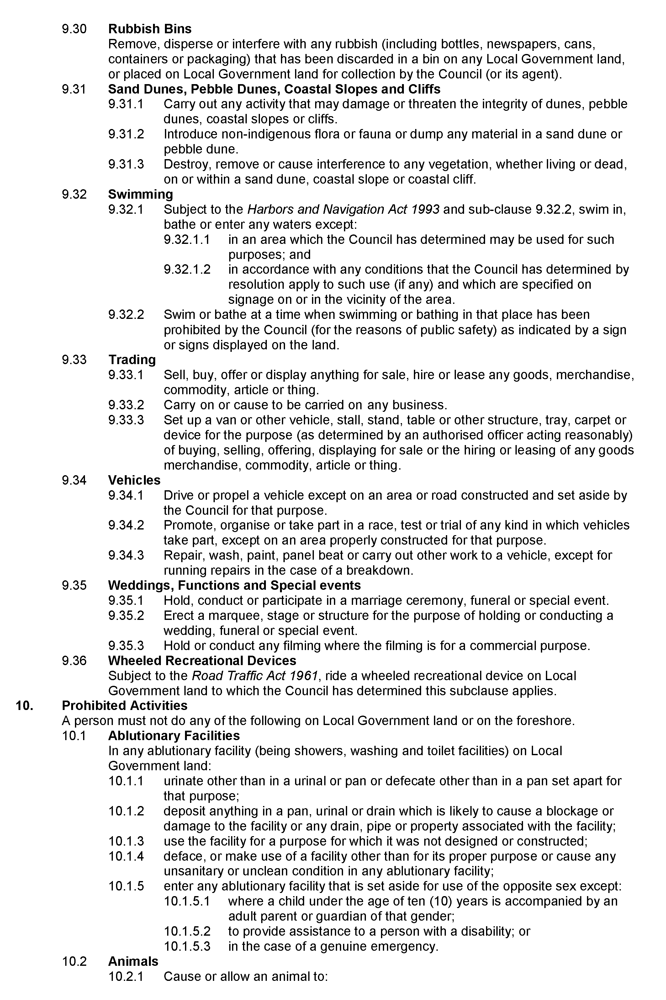 9.30 Rubbish Bins
Remove, disperse or interfere with any rubbish (including bottles, newspapers, cans,
containers or packaging) that has been discarded in a bin on any Local Government land,
or placed on Local Government land for collection by the Council (or its agent).
9.31 Sand Dunes, Pebble Dunes, Coastal Slopes and Cliffs
9.31.1 Carry out any activity that may damage or threaten the integrity of dunes, pebble
dunes, coastal slopes or cliffs.
9.31.2 Introduce non-indigenous flora or fauna or dump any material in a sand dune or
pebble dune.
9.31.3 Destroy, remove or cause interference to any vegetation, whether living or dead,
on or within a sand dune, coastal slope or coastal cliff.
9.32 Swimming
9.32.1 Subject to the Harbors and Navigation Act 1993 and sub-clause 9.32.2, swim in,
bathe or enter any waters except:
9.32.1.1 in an area which the Council has determined may be used for such
purposes; and
9.32.1.2 in accordance with any conditions that the Council has determined by
resolution apply to such use (if any) and which are specified on
signage on or in the vicinity of the area.
9.32.2 Swim or bathe at a time when swimming or bathing in that place has been
prohibited by the Council (for the reasons of public safety) as indicated by a sign
or signs displayed on the land.
9.33 Trading
9.33.1 Sell, buy, offer or display anything for sale, hire or lease any goods, merchandise,
commodity, article or thing.
9.33.2 Carry on or cause to be carried on any business.
9.33.3 Set up a van or other vehicle, stall, stand, table or other structure, tray, carpet or
device for the purpose (as determined by an authorised officer acting reasonably)
of buying, selling, offering, displaying for sale or the hiring or leasing of any goods
merchandise, commodity, article or thing.
9.34 Vehicles
9.34.1 Drive or propel a vehicle except on an area or road constructed and set aside by
the Council for that purpose.
9.34.2 Promote, organise or take part in a race, test or trial of any kind in which vehicles
take part, except on an area properly constructed for that purpose.
9.34.3 Repair, wash, paint, panel beat or carry out other work to a vehicle, except for
running repairs in the case of a breakdown.
9.35 Weddings, Functions and Special events
9.35.1 Hold, conduct or participate in a marriage ceremony, funeral or special event.
9.35.2 Erect a marquee, stage or structure for the purpose of holding or conducting a
wedding, funeral or special event.
9.35.3 Hold or conduct any filming where the filming is for a commercial purpose.
9.36 Wheeled Recreational Devices
Subject to the Road Traffic Act 1961, ride a wheeled recreational device on Local
Government land to which the Council has determined this subclause applies.
10. Prohibited Activities
A person must not do any of the following on Local Government land or on the foreshore.
10.1 Ablutionary Facilities
In any ablutionary facility (being showers, washing and toilet facilities) on Local
Government land:
10.1.1 urinate other than in a urinal or pan or defecate other than in a pan set apart for
that purpose;
10.1.2 deposit anything in a pan, urinal or drain which is likely to cause a blockage or
damage to the facility or any drain, pipe or property associated with the facility;
10.1.3 use the facility for a purpose for which it was not designed or constructed;
10.1.4 deface, or make use of a facility other than for its proper purpose or cause any
unsanitary or unclean condition in any ablutionary facility;
10.1.5 enter any ablutionary facility that is set aside for use of the opposite sex except:
10.1.5.1 where a child under the age of ten (10) years is accompanied by an
adult parent or guardian of that gender;
10.1.5.2 to provide assistance to a person with a disability; or
10.1.5.3 in the case of a genuine emergency.
10.2 Animals
10.2.1 Cause or allow an animal to: